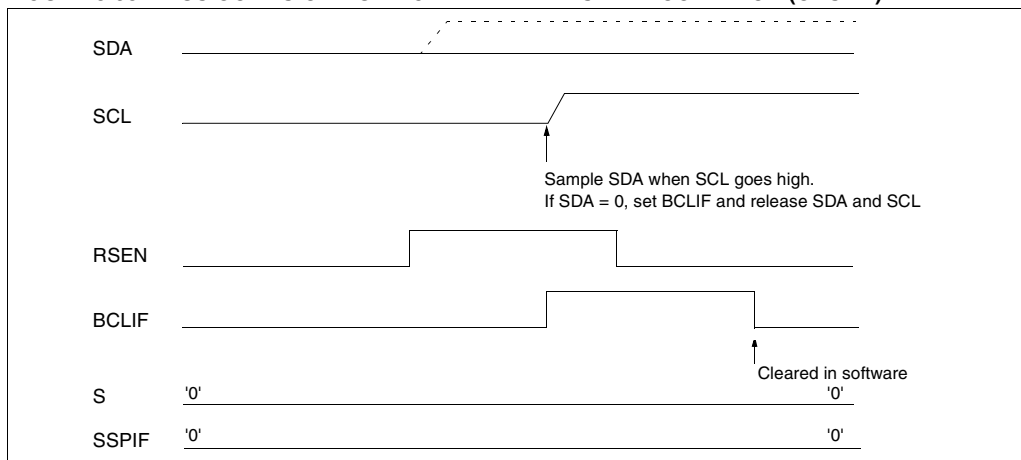 SDA
SCL
Sample SDA when SCL goes high.
If SDA = 0, set BCLIF and release SDA and SCL
RSEN
BCLIF
Cleared in software
S '0' '0'
SSPIF '0' '0'